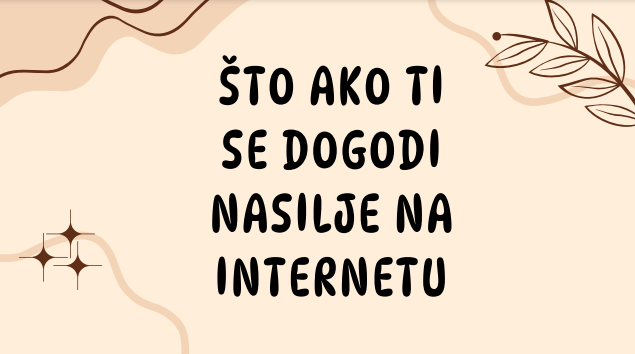 ŠTO AKO TI
SE DOGODI
NASILJE NA
INTERNETU